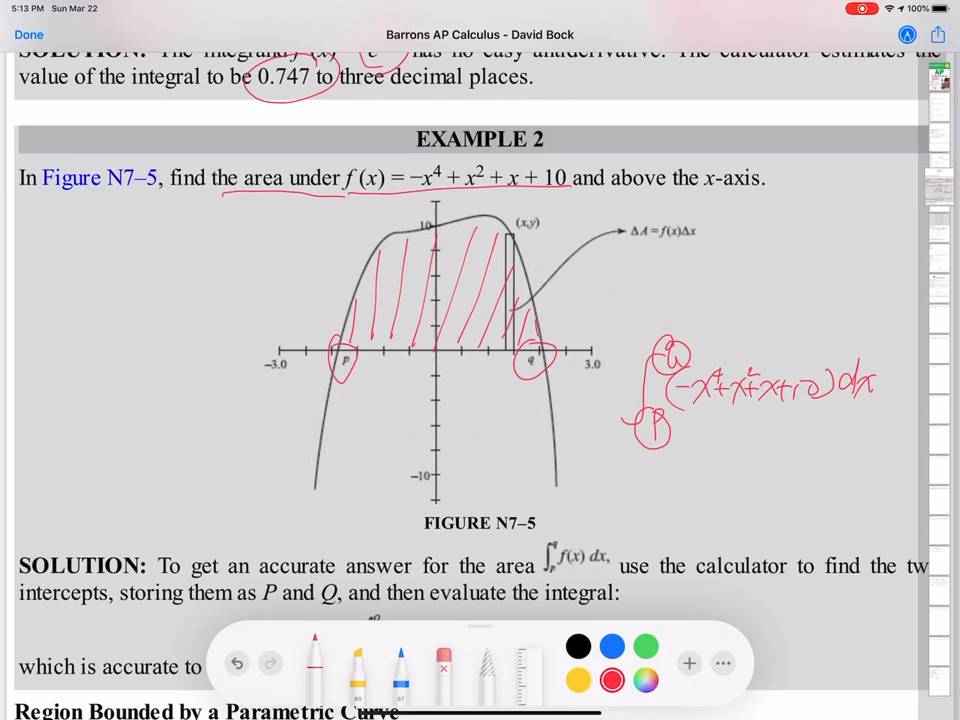 5:13 PM Sun Mar 22
100%
Done
Barrons AP Calculus - David Bock
value of the integral to be 0.747 to three decimal places.
EXAMPLE 2
In Figure N7–5, find the area under f (x) = −x⁴ + x² + x + 10 and above the x-axis.
10
(x,y)
ΔA = f(x)Δx
-3.0
p
q
3.0
∫ (-x⁴+x²+x+10) dx
P
−10
FIGURE N7–5
SOLUTION: To get an accurate answer for the area ∫ₚ^q f(x) dx, use the calculator to find the tw
intercepts, storing them as P and Q, and then evaluate the integral:
which is accurate to
Region Bounded by a Parametric Curve